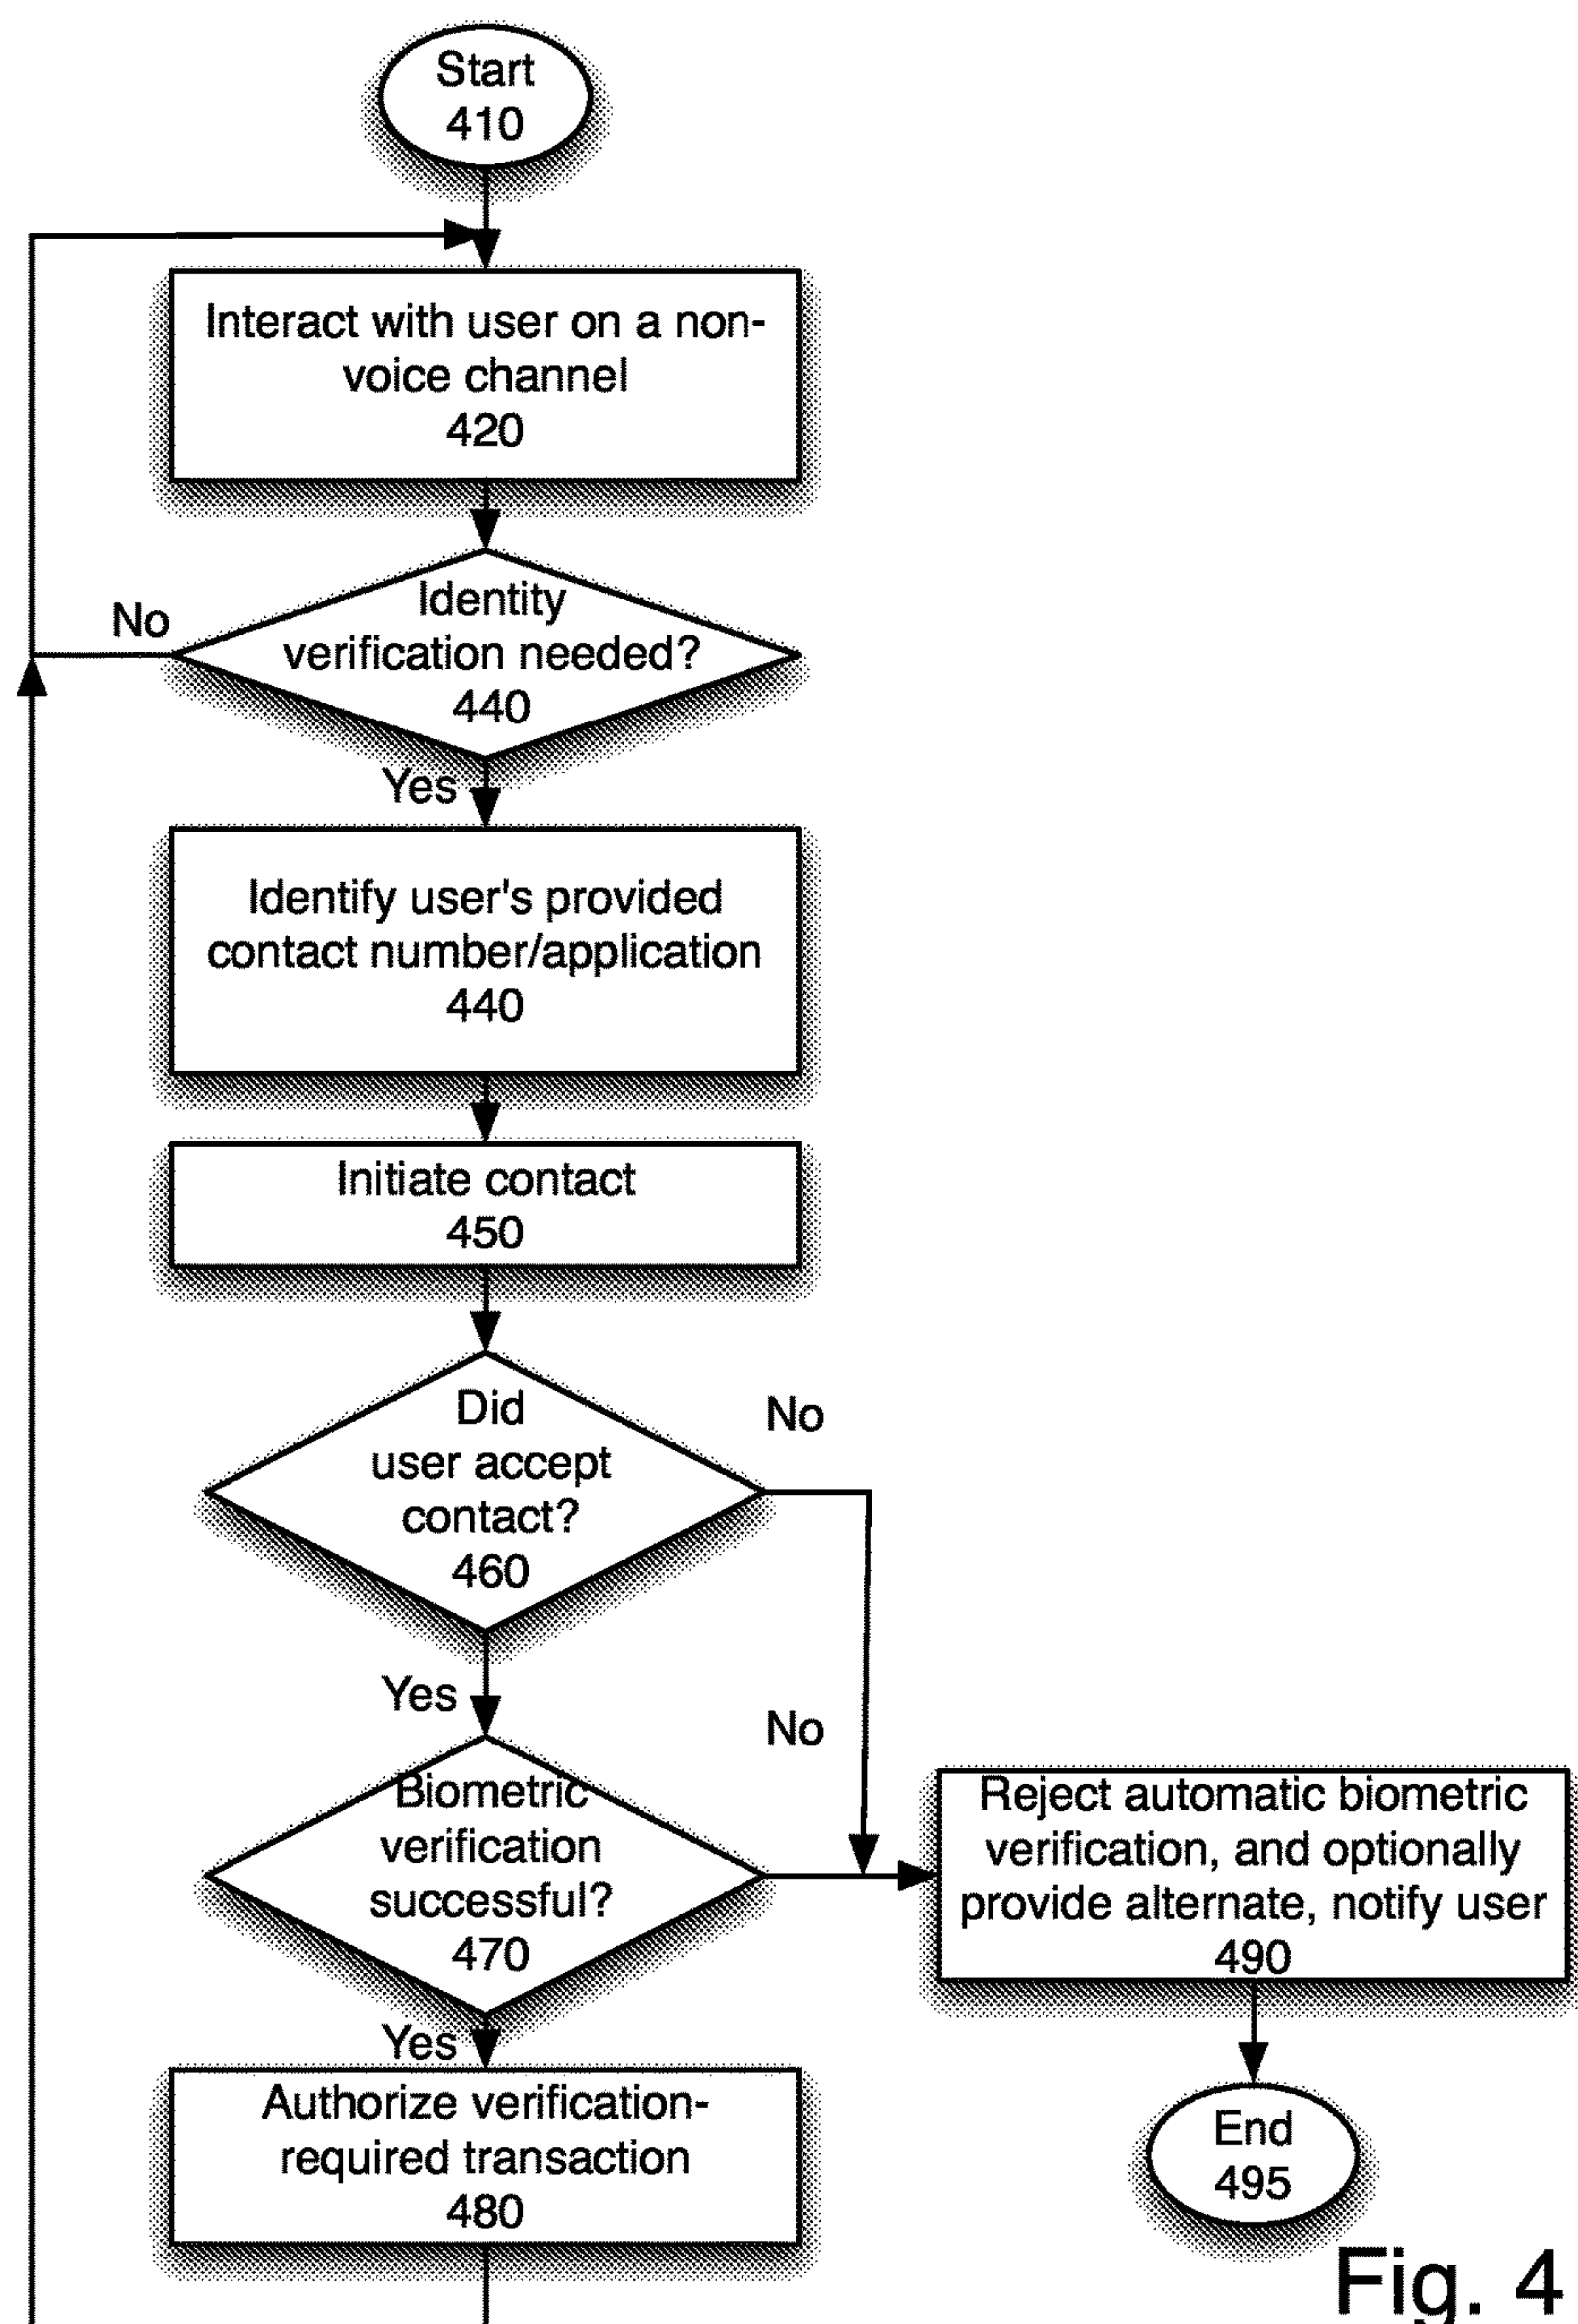 Start
410
Interact with user on a non-
voice channel
420
No
Identity
verification needed?
440
Yes
Identify user's provided
contact number/application
440
Initiate contact
450
Did
user accept
contact?
460
No
Yes
No
Biometric
verification
successful?
470
Reject automatic biometric
verification, and optionally
provide alternate, notify user
490
Yes
Authorize verification-
required transaction
480
End
495
Fig. 4